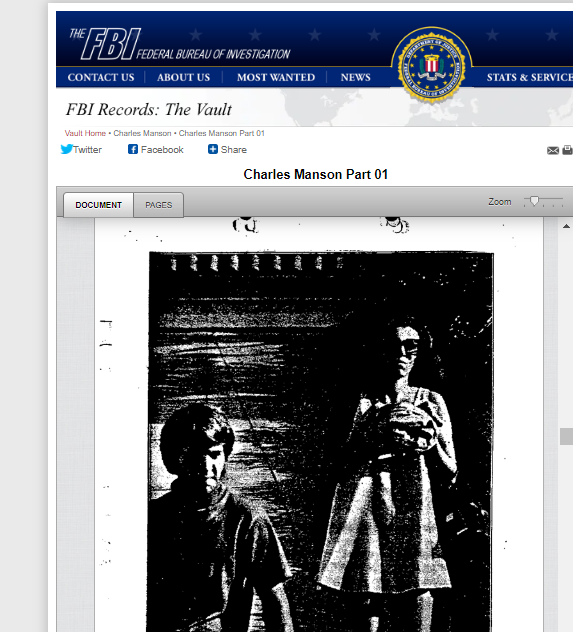 THE FBI FEDERAL BUREAU OF INVESTIGATION
CONTACT US ABOUT US MOST WANTED NEWS STATS & SERVICE
FBI Records: The Vault
Vault Home • Charles Manson • Charles Manson Part 01
Twitter Facebook Share
Charles Manson Part 01
DOCUMENT PAGES Zoom